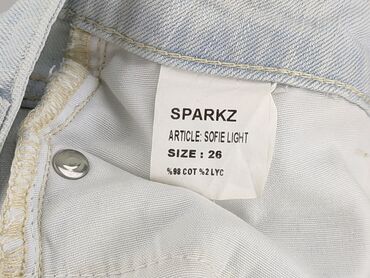 SPARKZ
ARTICLE: SOFIE LIGHT
SIZE : 26
%98 COT %2 LYC